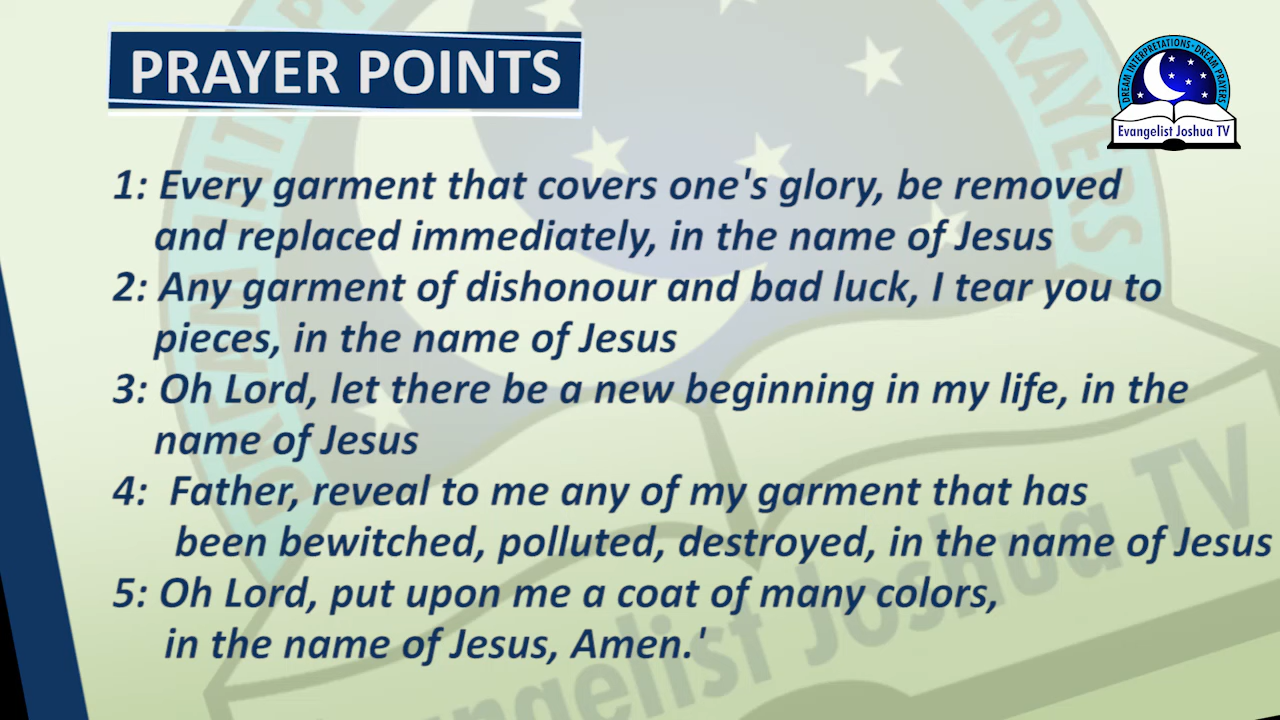 PRAYER POINTS
DREAM INTERPRETATIONS • DREAM PRAYERS
Evangelist Joshua TV
1: Every garment that covers one's glory, be removed
and replaced immediately, in the name of Jesus
2: Any garment of dishonour and bad luck, I tear you to
pieces, in the name of Jesus
3: Oh Lord, let there be a new beginning in my life, in the
name of Jesus
4: Father, reveal to me any of my garment that has
been bewitched, polluted, destroyed, in the name of Jesus
5: Oh Lord, put upon me a coat of many colors,
in the name of Jesus, Amen.'
PRAYERS
Evangelist Joshua TV